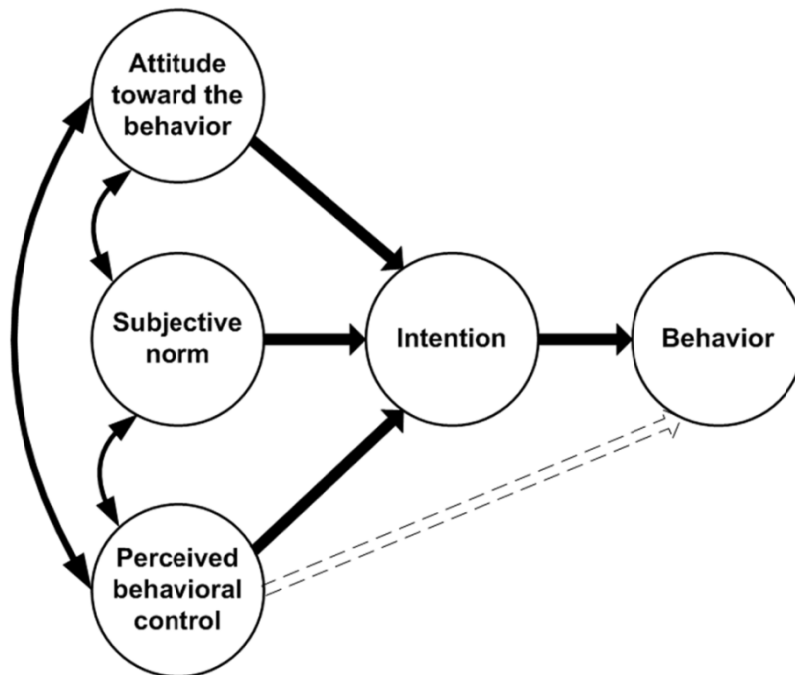 Attitude
toward the
behavior
Subjective
norm
Intention
Behavior
Perceived
behavioral
control